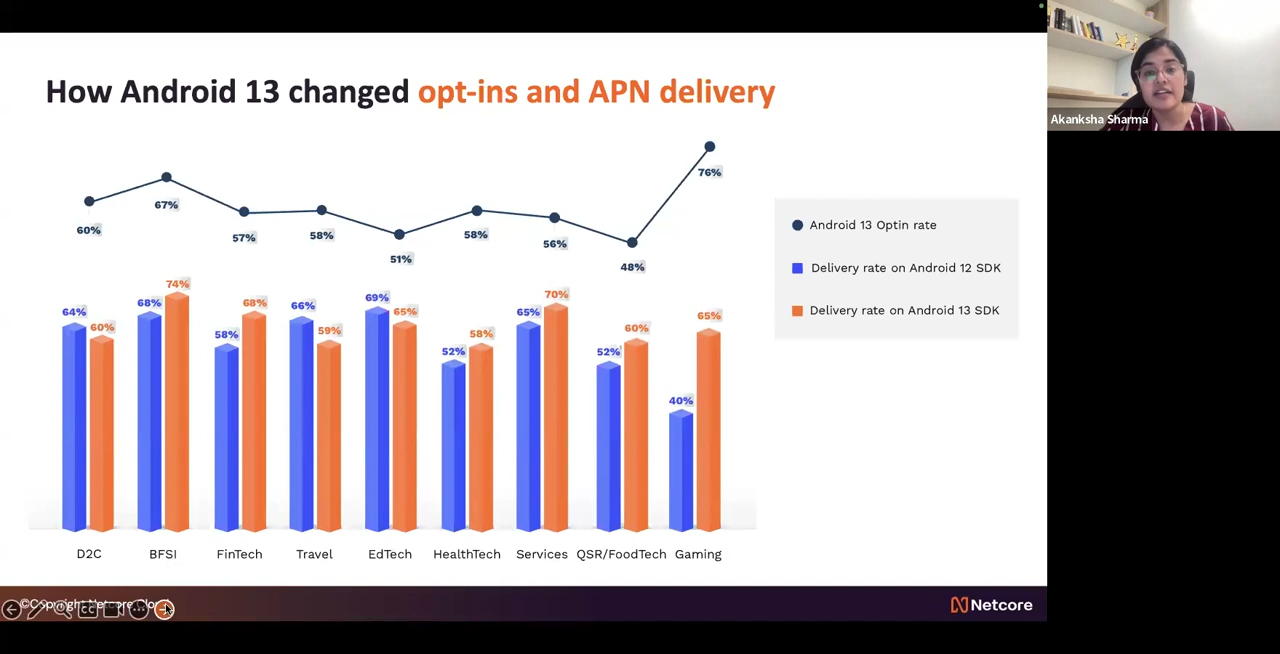 How Android 13 changed opt-ins and APN delivery
Akanksha Sharma
76%
67%
60%
57%
58%
51%
58%
56%
48%
Android 13 Optin rate
Delivery rate on Android 12 SDK
Delivery rate on Android 13 SDK
64% 60%
68% 74%
58% 68%
66% 59%
69% 65%
52% 58%
65% 70%
52% 60%
40% 65%
D2C BFSI FinTech Travel EdTech HealthTech Services QSR/FoodTech Gaming
©Copyright Netcore Cloud
Netcore